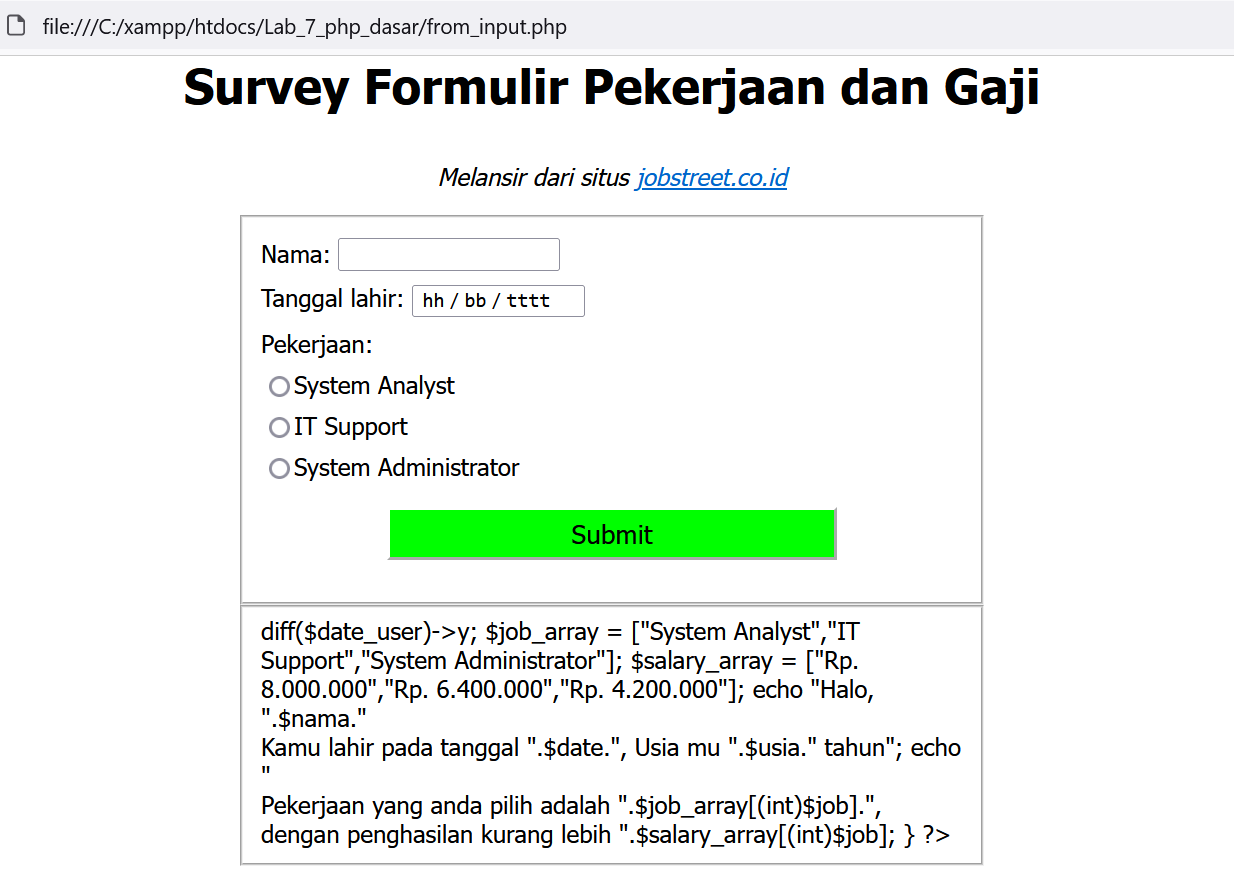 file:///C:/xampp/htdocs/Lab_7_php_dasar/from_input.php
Survey Formulir Pekerjaan dan Gaji
Melansir dari situs jobstreet.co.id
Nama:
Tanggal lahir: hh / bb / tttt
Pekerjaan:
System Analyst
IT Support
System Administrator
Submit
diff($date_user)->y; $job_array = ["System Analyst","IT
Support","System Administrator"]; $salary_array = ["Rp.
8.000.000","Rp. 6.400.000","Rp. 4.200.000"]; echo "Halo,
".$nama."
Kamu lahir pada tanggal ".$date.", Usia mu ".$usia." tahun"; echo
"
Pekerjaan yang anda pilih adalah ".$job_array[(int)$job].",
dengan penghasilan kurang lebih ".$salary_array[(int)$job]; } ?>